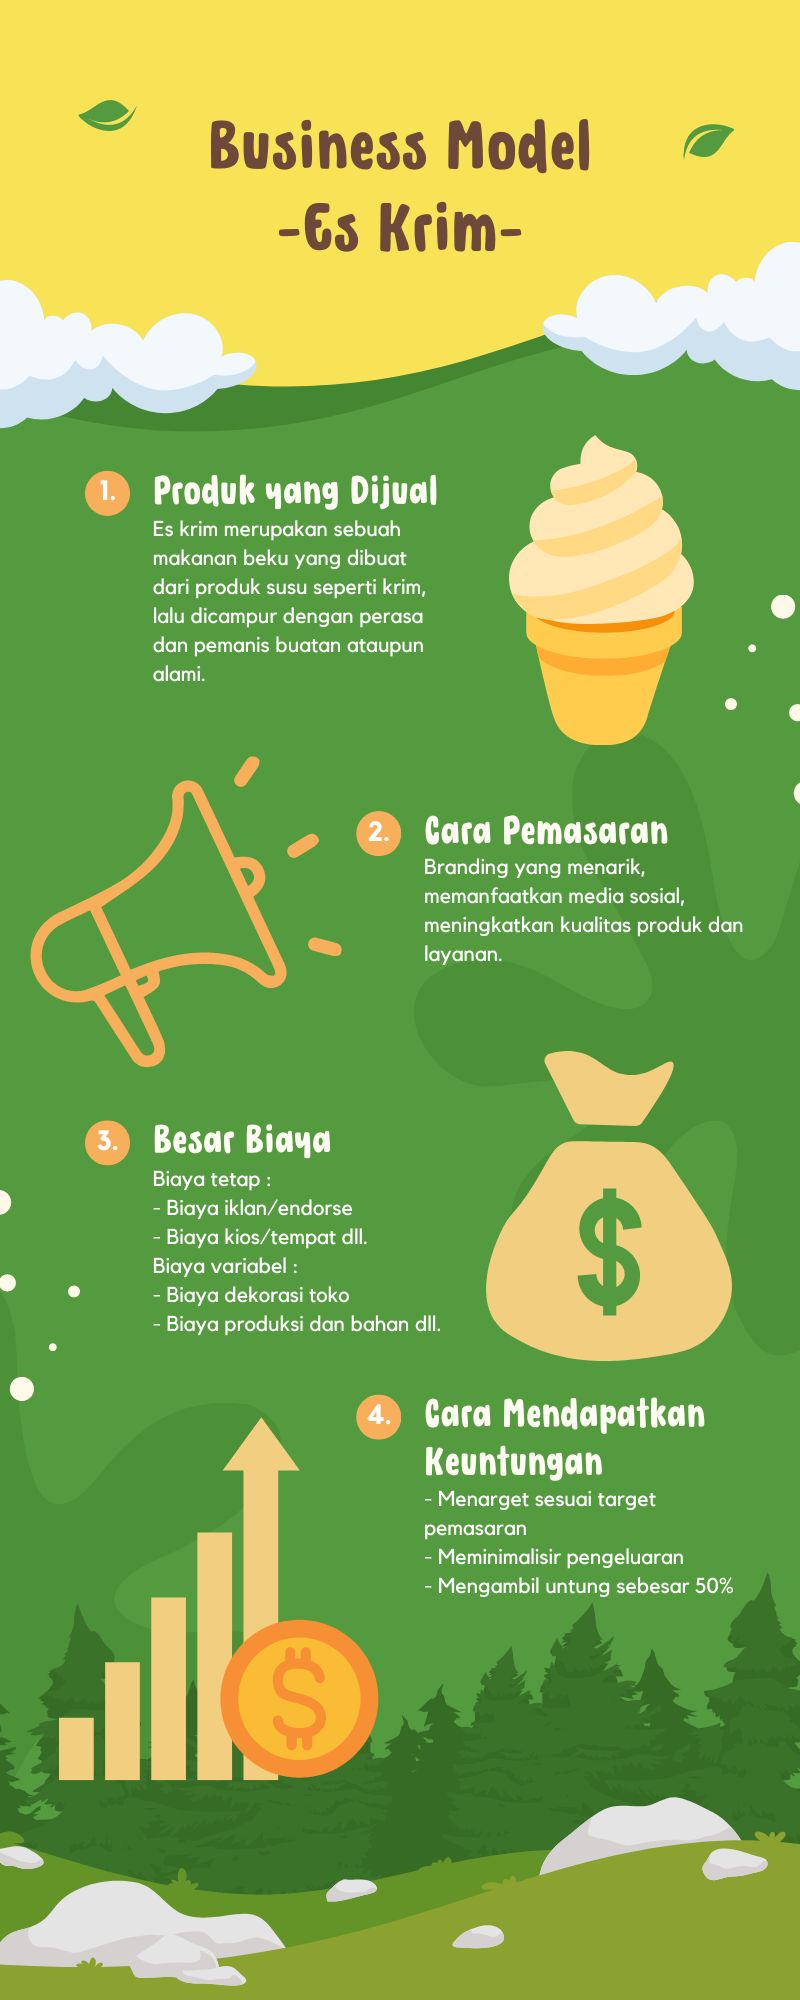 Business Model
-Es Krim-
1.
Produk yang Dijual
Es krim merupakan sebuah
makanan beku yang dibuat
dari produk susu seperti krim,
lalu dicampur dengan perasa
dan pemanis buatan ataupun
alami.
2.
Cara Pemasaran
Branding yang menarik,
memanfaatkan media sosial,
meningkatkan kualitas produk dan
layanan.
3.
Besar Biaya
Biaya tetap :
- Biaya iklan/endorse
- Biaya kios/tempat dll.
Biaya variabel :
- Biaya dekorasi toko
- Biaya produksi dan bahan dll.
$
4.
Cara Mendapatkan
Keuntungan
- Menarget sesuai target
pemasaran
- Meminimalisir pengeluaran
- Mengambil untung sebesar 50%
$